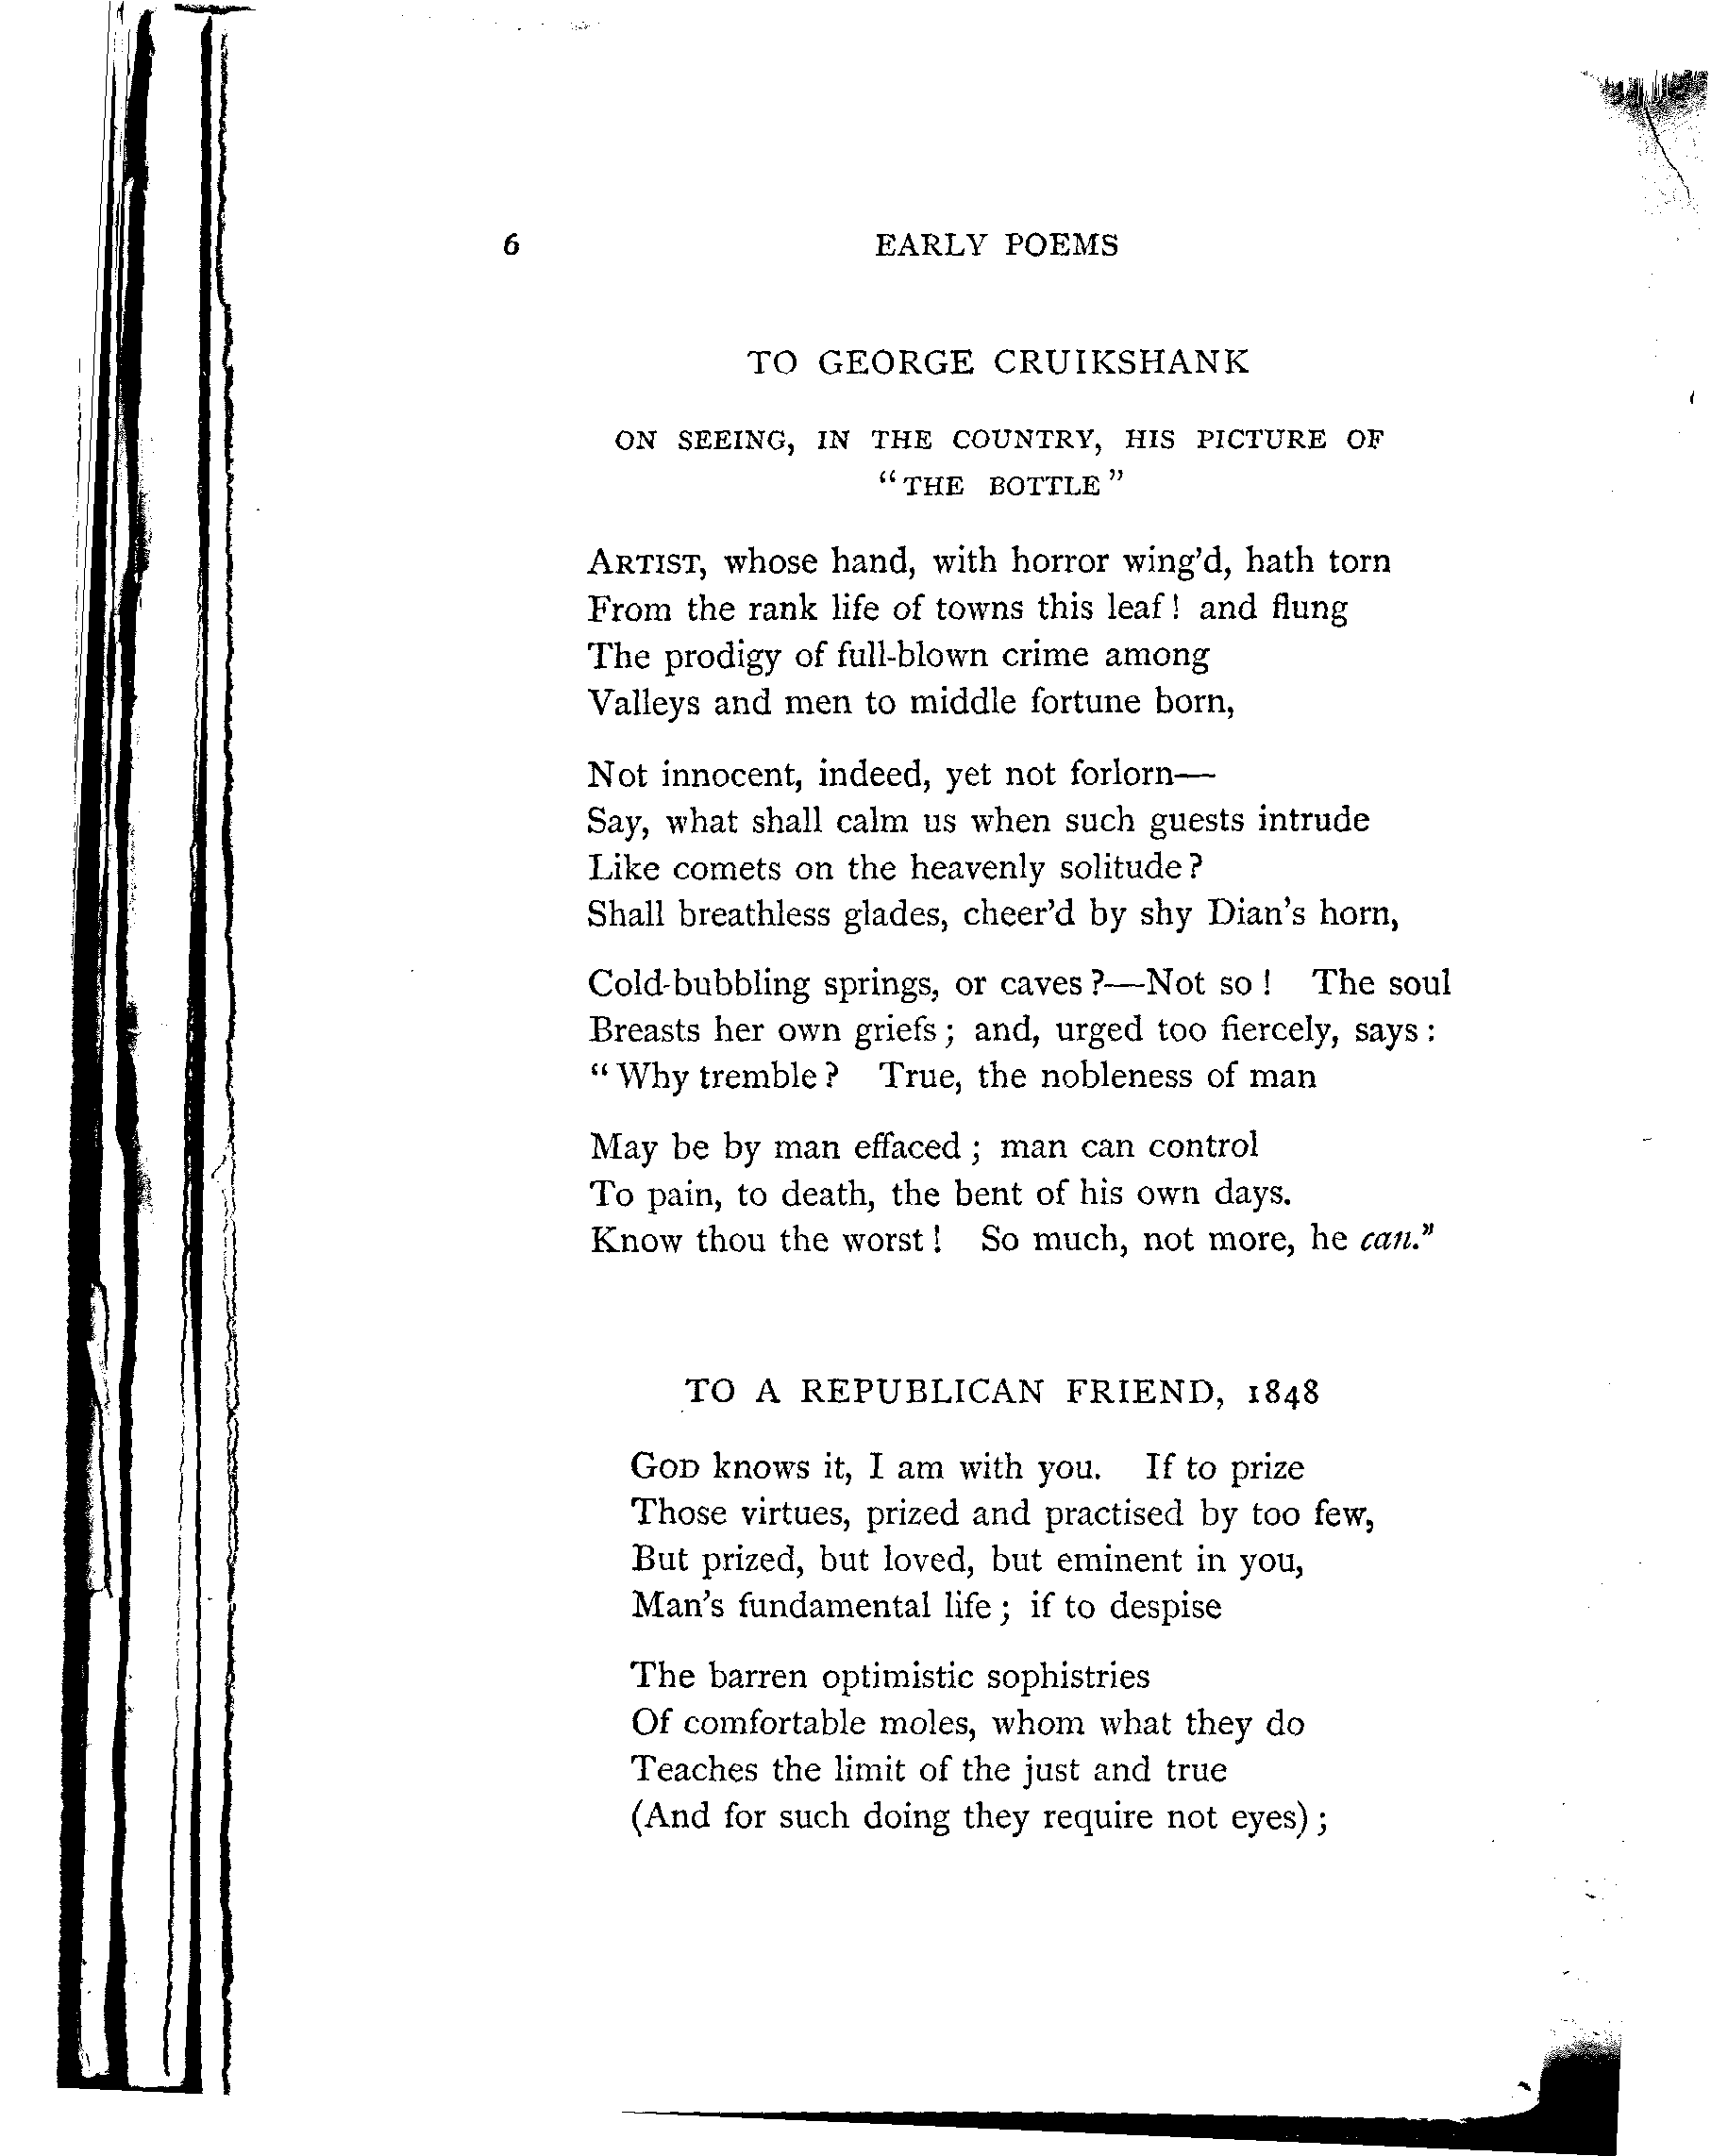 6 EARLY POEMS
TO GEORGE CRUIKSHANK
ON SEEING, IN THE COUNTRY, HIS PICTURE OF
"THE BOTTLE"
ARTIST, whose hand, with horror wing'd, hath torn
From the rank life of towns this leaf! and flung
The prodigy of full-blown crime among
Valleys and men to middle fortune born,
Not innocent, indeed, yet not forlorn—
Say, what shall calm us when such guests intrude
Like comets on the heavenly solitude?
Shall breathless glades, cheer'd by shy Dian's horn,
Cold-bubbling springs, or caves?—Not so! The soul
Breasts her own griefs; and, urged too fiercely, says:
"Why tremble? True, the nobleness of man
May be by man effaced; man can control
To pain, to death, the bent of his own days.
Know thou the worst! So much, not more, he can."
TO A REPUBLICAN FRIEND, 1848
GOD knows it, I am with you. If to prize
Those virtues, prized and practised by too few,
But prized, but loved, but eminent in you,
Man's fundamental life; if to despise
The barren optimistic sophistries
Of comfortable moles, whom what they do
Teaches the limit of the just and true
(And for such doing they require not eyes);